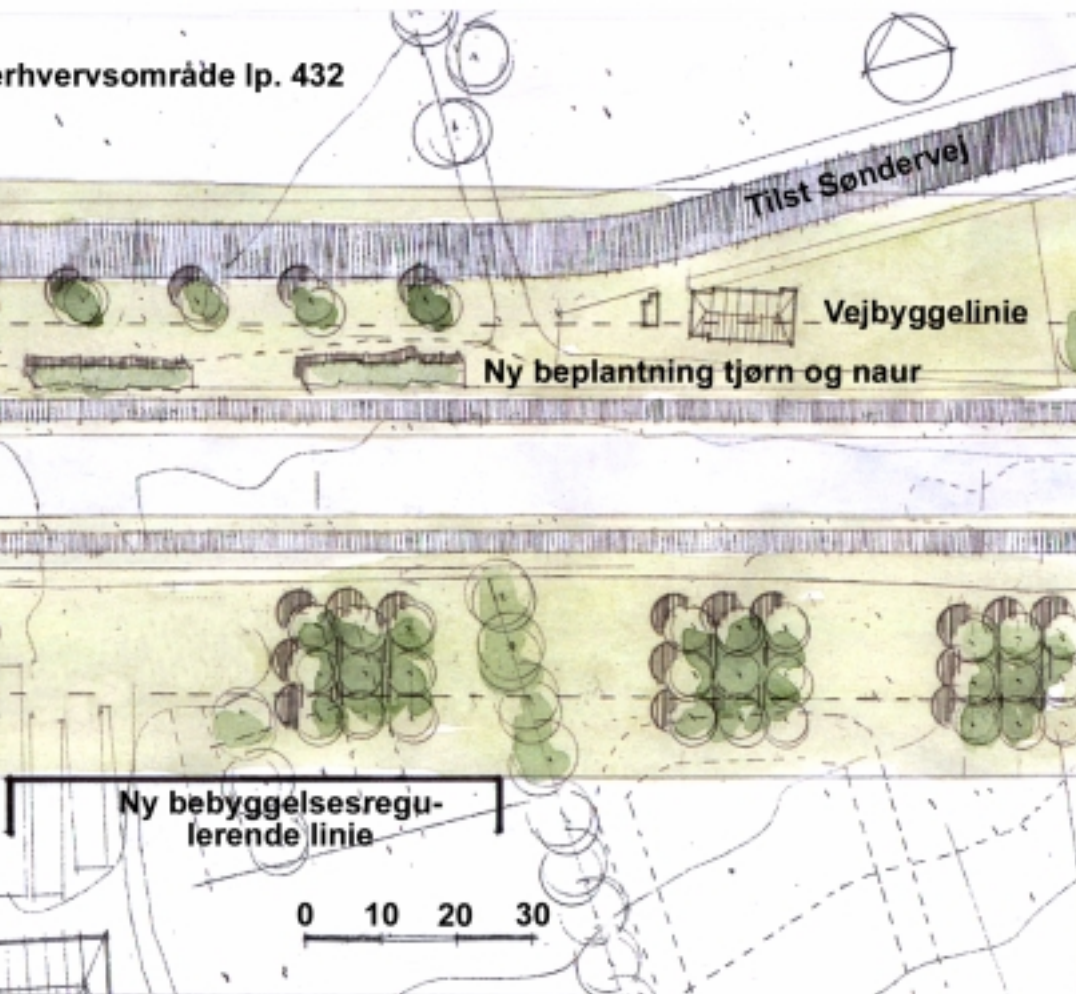 erhvervsområde lp. 432
Tilst Søndervej
Vejbyggelinie
Ny beplantning tjørn og naur
Ny bebyggelsesregu-
lerende linie
0 10 20 30